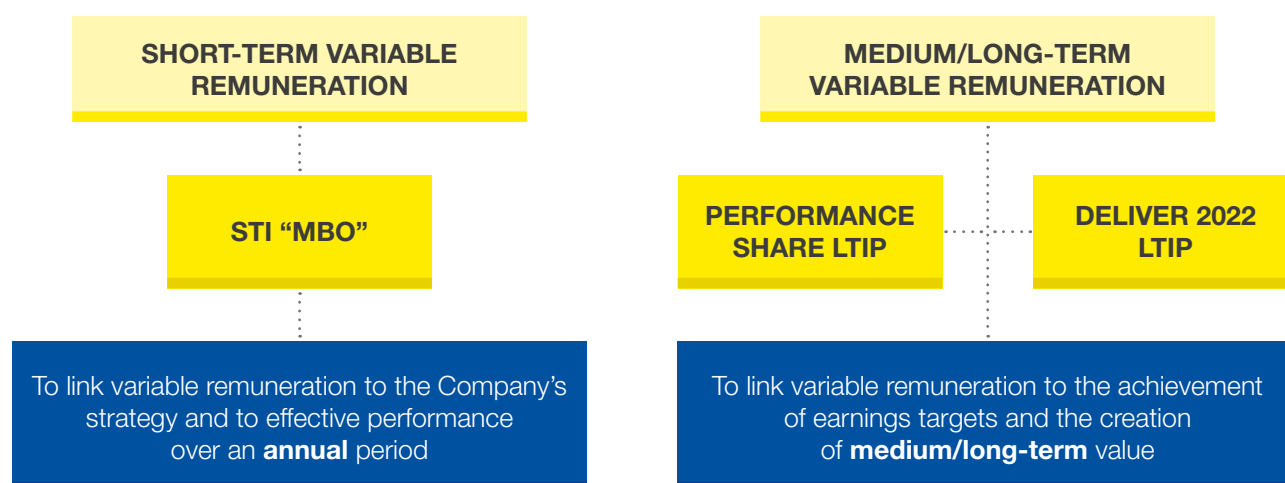 SHORT-TERM VARIABLE
REMUNERATION
STI “MBO”
To link variable remuneration to the Company’s
strategy and to effective performance
over an annual period
MEDIUM/LONG-TERM
VARIABLE REMUNERATION
PERFORMANCE
SHARE LTIP
DELIVER 2022
LTIP
To link variable remuneration to the achievement
of earnings targets and the creation
of medium/long-term value